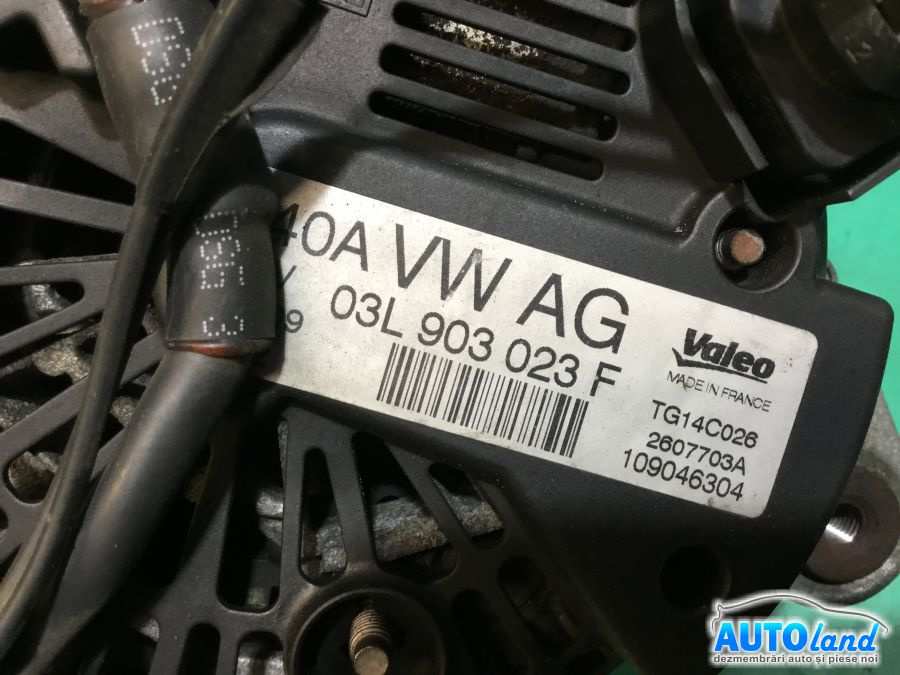 40A VW AG
V 03L 903 023 F
9
Valeo
MADE IN FRANCE
TG14C026
2607703A
109046304
AUTOland
dezmembrări auto și piese noi